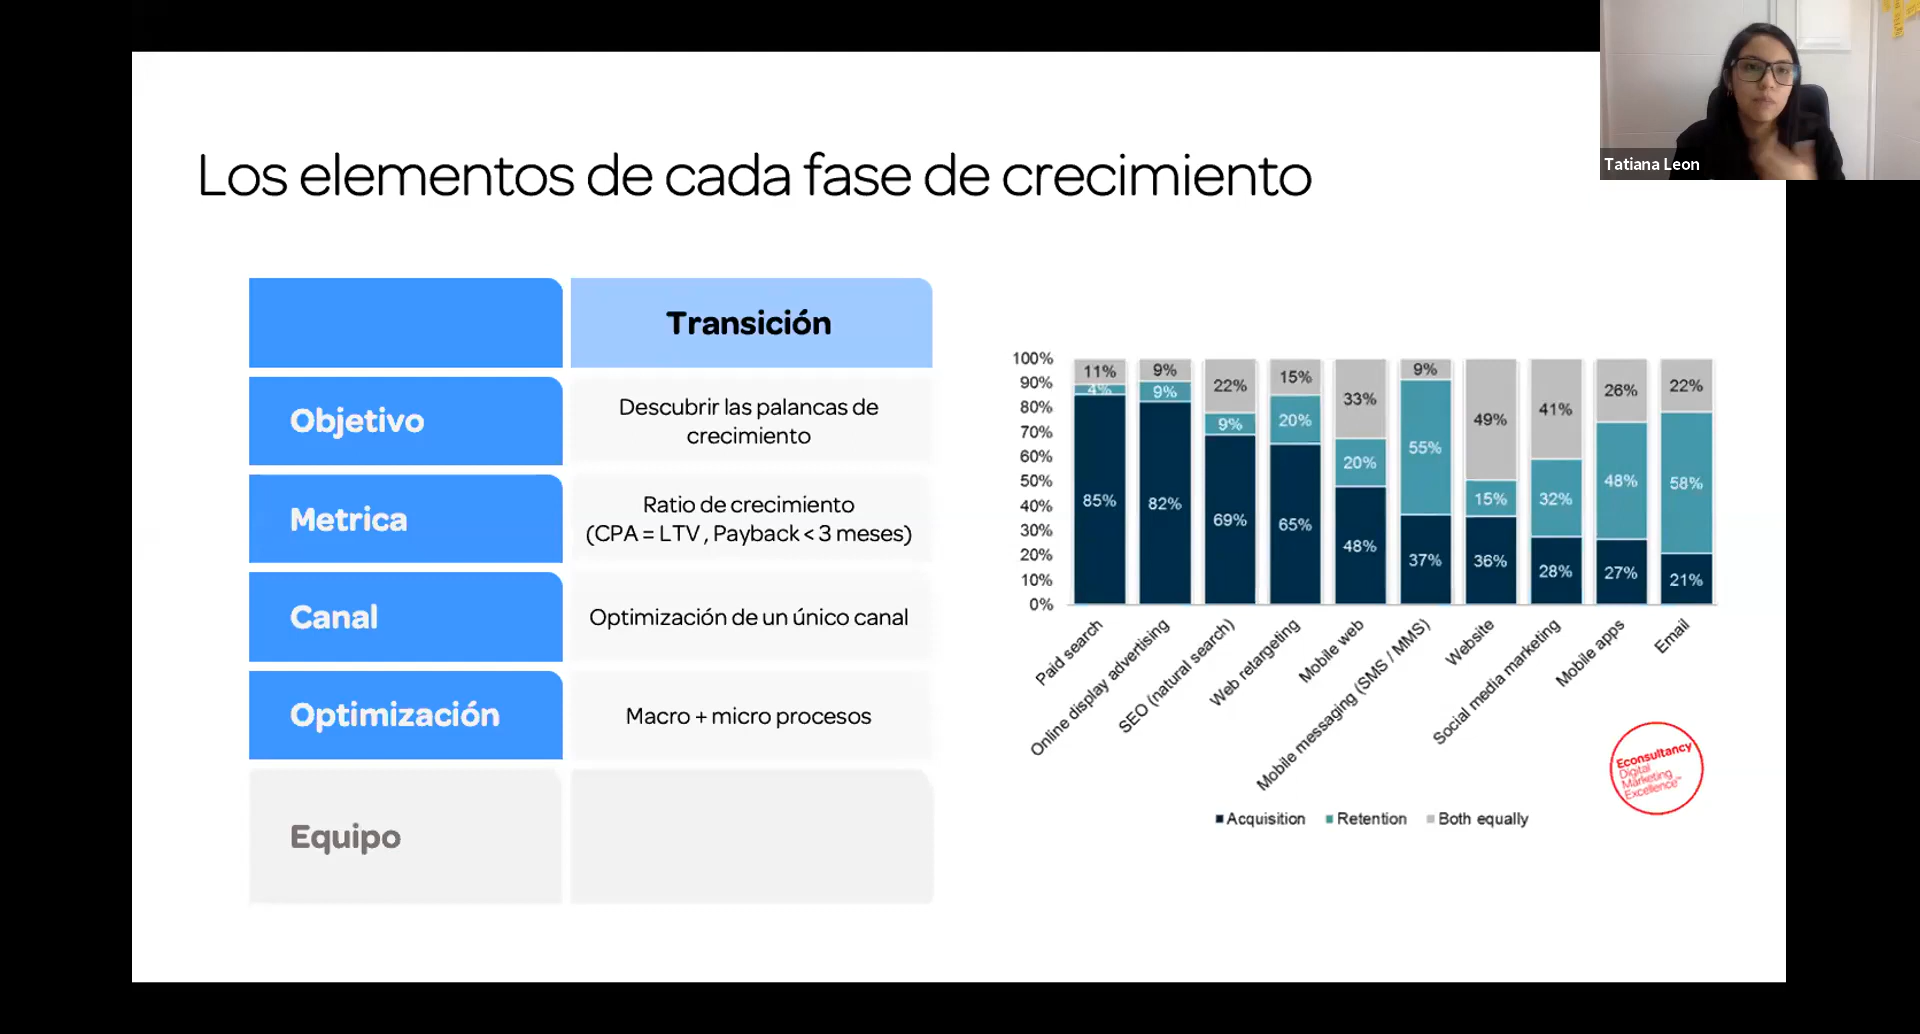 Tatiana Leon
Los elementos de cada fase de crecimiento
Transición
Objetivo
Descubrir las palancas de
crecimiento
Metrica
Ratio de crecimiento
(CPA = LTV , Payback < 3 meses)
Canal
Optimización de un único canal
Optimización
Macro + micro procesos
Equipo
100%
90%
80%
70%
60%
50%
40%
30%
20%
10%
0%
11% 9% 22% 15% 33% 9% 49% 41% 26% 22%
4% 9% 9% 20% 20% 55% 15% 32% 48% 58%
85% 82% 69% 65% 48% 37% 36% 28% 27% 21%
Paid search
Online display advertising
SEO (natural search)
Web retargeting
Mobile web
Mobile messaging (SMS / MMS)
Website
Social media marketing
Mobile apps
Email
Acquisition Retention Both equally
Econsultancy
Digital
Marketing
Excellence™